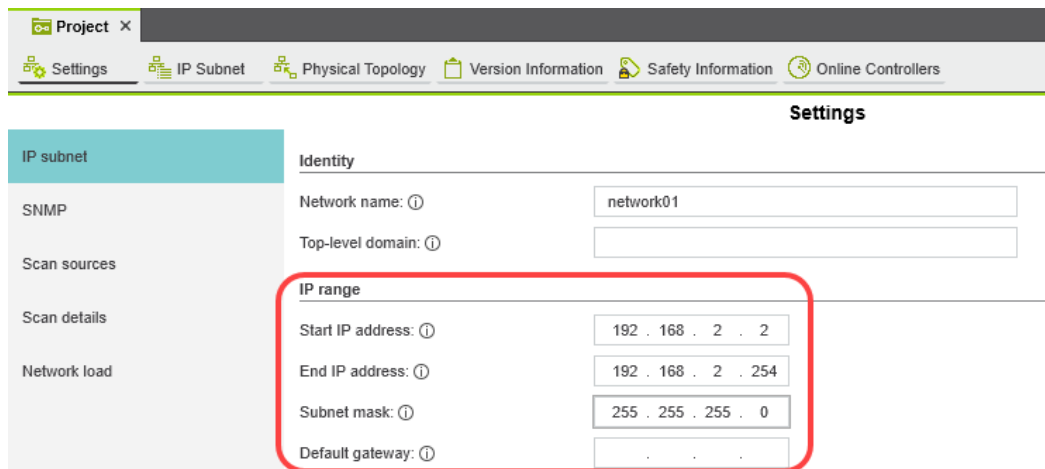 Project ×
Settings IP Subnet Physical Topology Version Information Safety Information Online Controllers
Settings
IP subnet
SNMP
Scan sources
Scan details
Network load
Identity
Network name: network01
Top-level domain:
IP range
Start IP address: 192 . 168 . 2 . 2
End IP address: 192 . 168 . 2 . 254
Subnet mask: 255 . 255 . 255 . 0
Default gateway: . . .